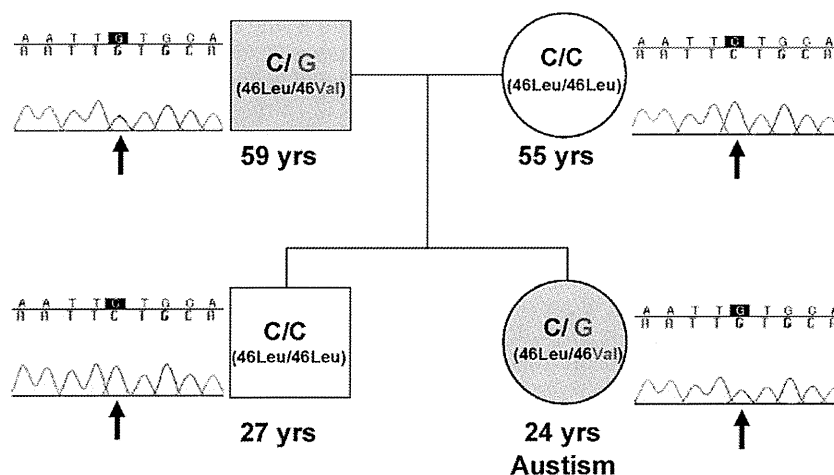 A A T T G T G C A
A A T T G T G C A
C/ G
(46Leu/46Val)
59 yrs
C/C
(46Leu/46Leu)
55 yrs
A A T T C T G C A
A A T T C T G C A
A A T T C T G C A
A A T T C T G C A
C/C
(46Leu/46Leu)
27 yrs
C/ G
(46Leu/46Val)
24 yrs
Austism
A A T T G T G C A
A A T T G T G C A